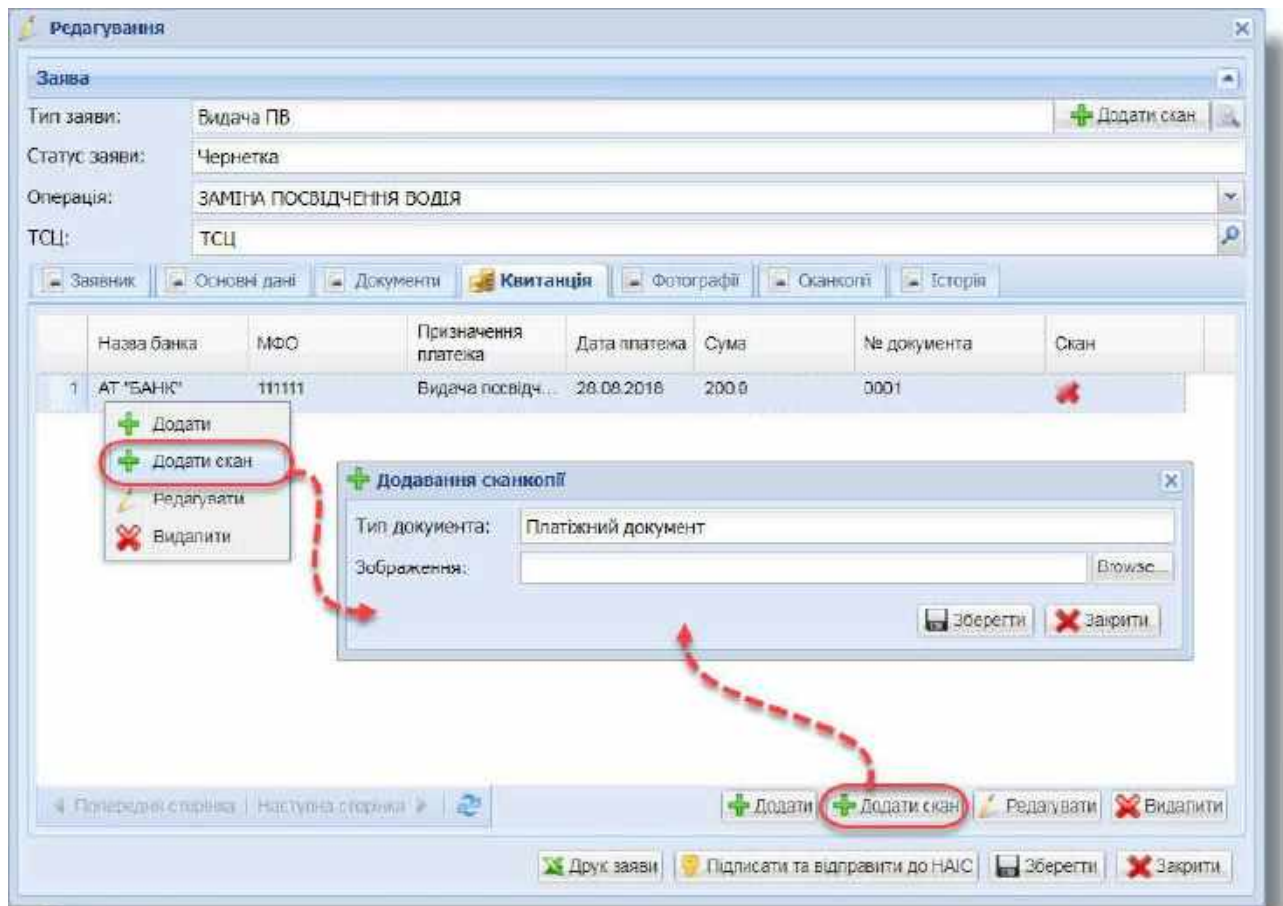 Редагування
Заява
Тип заяви: Видача ПВ Додати скан
Статус заяви: Чернетка
Операція: ЗАМІНА ПОСВІДЧЕННЯ ВОДІЯ
ТСЦ: ТСЦ
Заявник Основні дані Документи Квитанція Фотографії Сканкопії Історія
Назва банка МФО Призначення платежа Дата платежа Сума № документа Скан
1 АТ "БАНК" 111111 Видача посвідч... 28.08.2018 200.0 0001
Додати
Додати скан
Редагувати
Видалити
Додавання сканкопії
Тип документа: Платіжний документ
Зображення: Browse...
Зберегти Закрити
Попередня сторінка Наступна сторінка Додати Додати скан Редагувати Видалити
Друк заяви Підписати та відправити до НАІС Зберегти Закрити